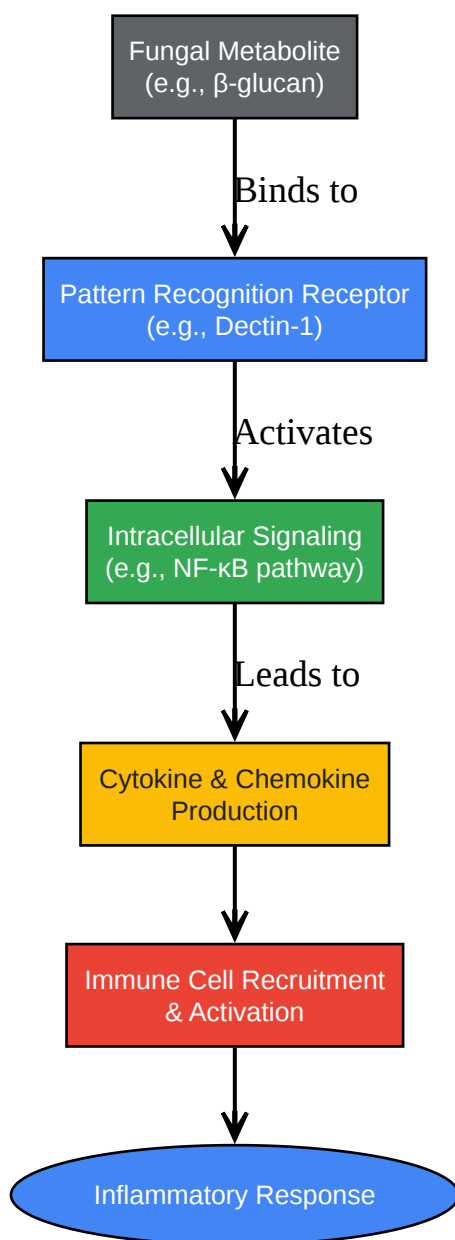 Fungal Metabolite
(e.g., β-glucan)
Binds to
Pattern Recognition Receptor
(e.g., Dectin-1)
Activates
Intracellular Signaling
(e.g., NF-κB pathway)
Leads to
Cytokine & Chemokine
Production
Immune Cell Recruitment
& Activation
Inflammatory Response